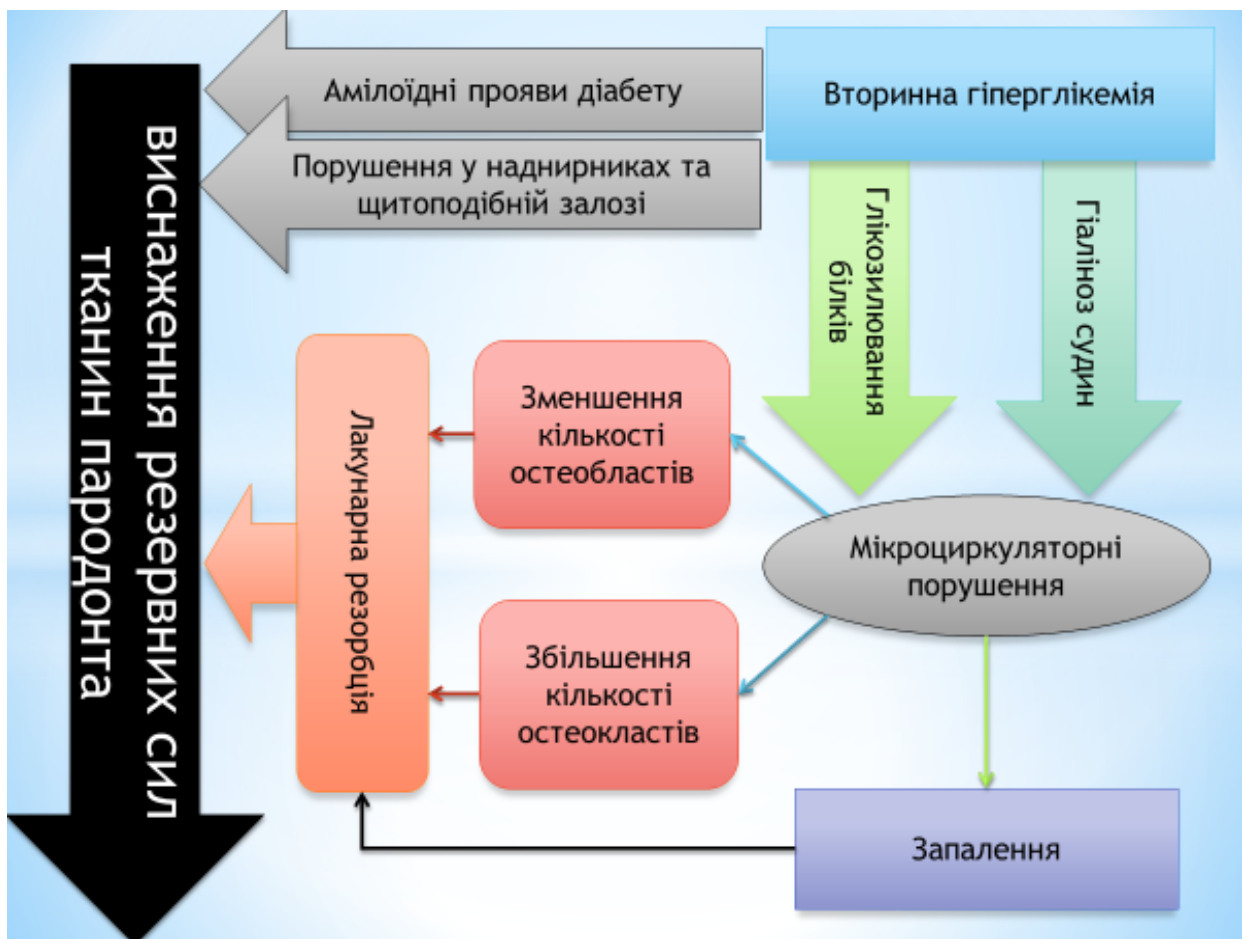 Амілоїдні прояви діабету
Вторинна гіперглікемія
Порушення у наднирниках та
щитоподібній залозі
виснаження резервних сил
тканин пародонта
Глікозилювання
білків
Гіаліноз судин
Лакунарна резорбція
Зменшення
кількості
остеобластів
Мікроциркуляторні
порушення
Збільшення
кількості
остеокластів
Запалення